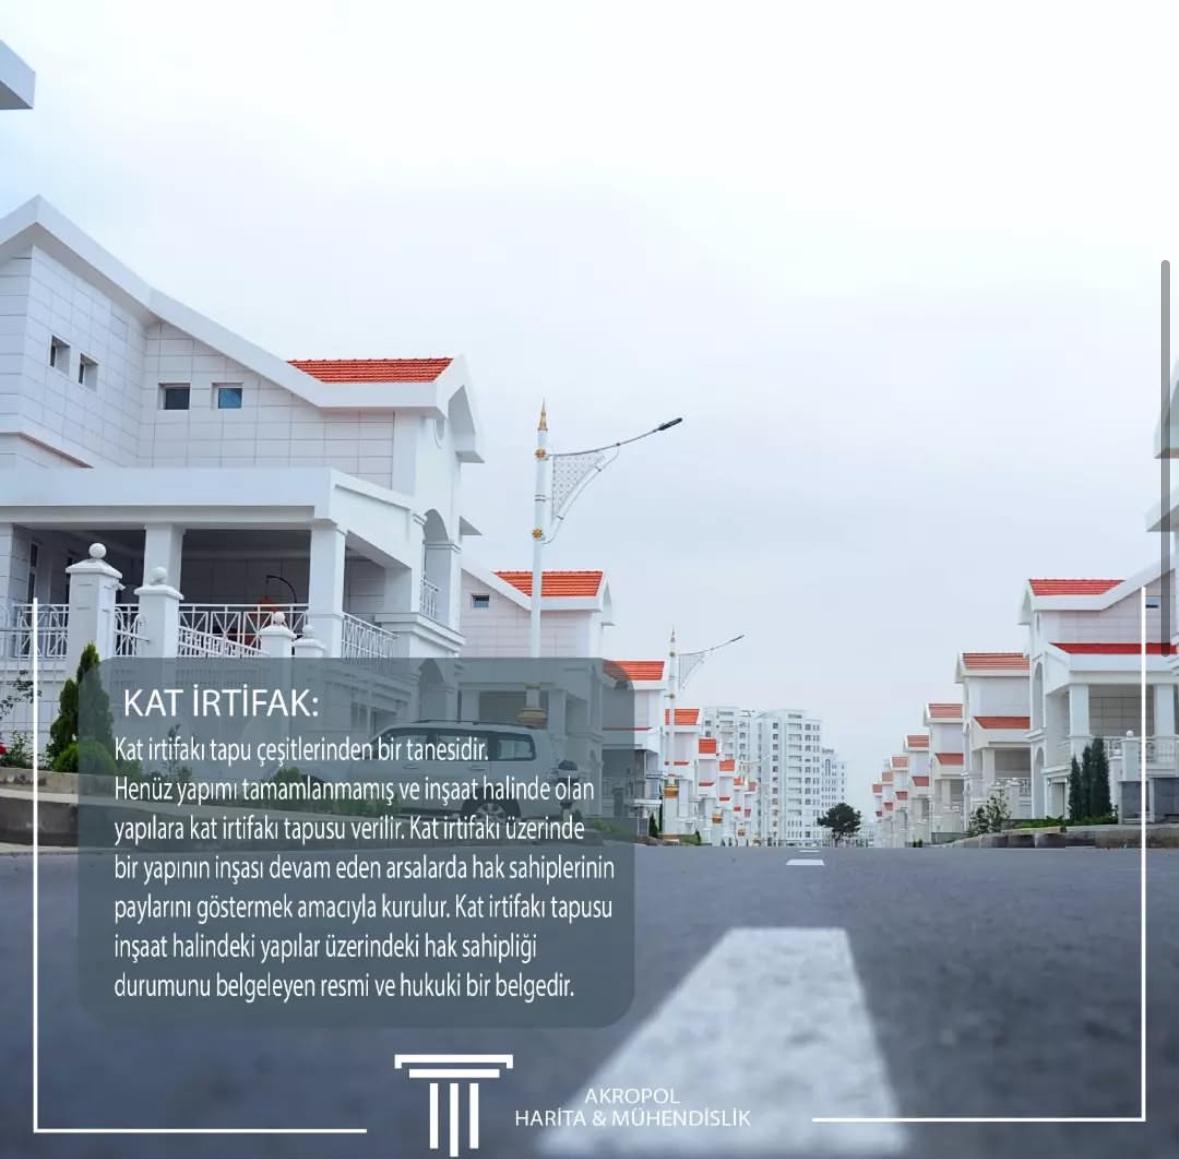 KAT İRTİFAK:
Kat irtifakı tapu çeşitlerinden bir tanesidir.
Henüz yapımı tamamlanmamış ve inşaat halinde olan
yapılara kat irtifakı tapusu verilir. Kat irtifakı üzerinde
bir yapının inşası devam eden arsalarda hak sahiplerinin
paylarını göstermek amacıyla kurulur. Kat irtifakı tapusu
inşaat halindeki yapılar üzerindeki hak sahipliği
durumunu belgeleyen resmi ve hukuki bir belgedir.
AKROPOL
HARİTA & MÜHENDİSLİK